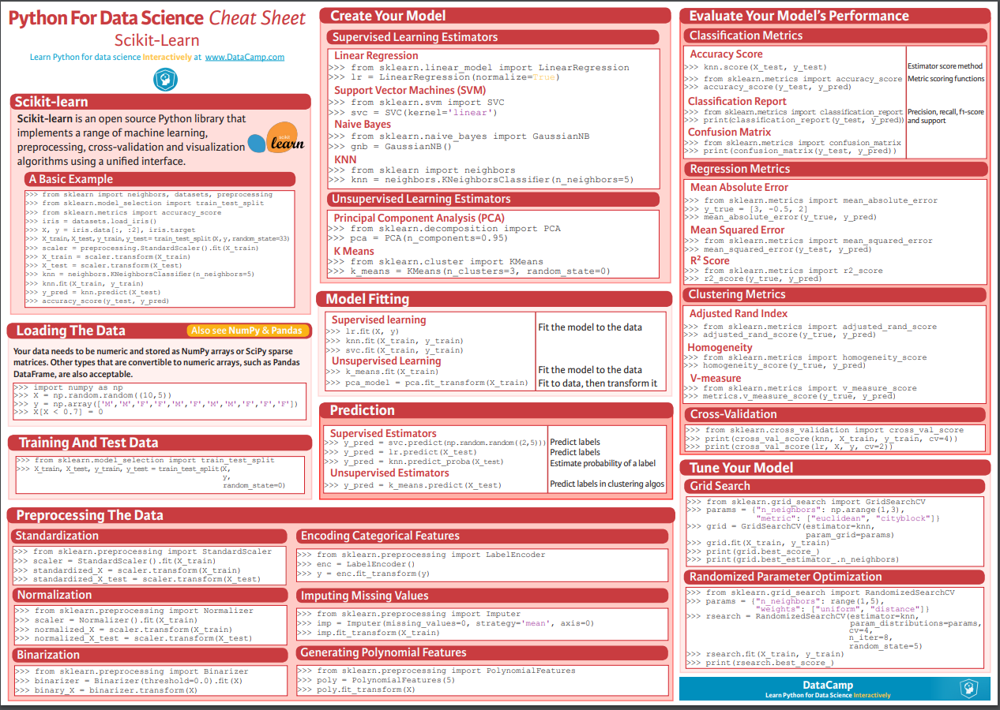 Python For Data Science Cheat Sheet
Scikit-Learn
Learn Python for data science Interactively at www.DataCamp.com
Scikit-learn
Scikit-learn is an open source Python library that
implements a range of machine learning,
preprocessing, cross-validation and visualization
algorithms using a unified interface.
scikit
learn
A Basic Example
>>> from sklearn import neighbors, datasets, preprocessing
>>> from sklearn.model_selection import train_test_split
>>> from sklearn.metrics import accuracy_score
>>> iris = datasets.load_iris()
>>> X, y = iris.data[:, :2], iris.target
>>> X_train, X_test, y_train, y_test = train_test_split(X, y, random_state=33)
>>> scaler = preprocessing.StandardScaler().fit(X_train)
>>> X_train = scaler.transform(X_train)
>>> X_test = scaler.transform(X_test)
>>> knn = neighbors.KNeighborsClassifier(n_neighbors=5)
>>> knn.fit(X_train, y_train)
>>> y_pred = knn.predict(X_test)
>>> accuracy_score(y_test, y_pred)
Loading The Data
Also see NumPy & Pandas
Your data needs to be numeric and stored as NumPy arrays or SciPy sparse
matrices. Other types that are convertible to numeric arrays, such as Pandas
DataFrame, are also acceptable.
>>> import numpy as np
>>> X = np.random.random((10,5))
>>> y = np.array(['M','M','F','F','M','F','M','M','F','F','F'])
>>> X[X < 0.7] = 0
Training And Test Data
>>> from sklearn.model_selection import train_test_split
>>> X_train, X_test, y_train, y_test = train_test_split(X,
y,
random_state=0)
Create Your Model
Supervised Learning Estimators
Linear Regression
>>> from sklearn.linear_model import LinearRegression
>>> lr = LinearRegression(normalize=True)
Support Vector Machines (SVM)
>>> from sklearn.svm import SVC
>>> svc = SVC(kernel='linear')
Naive Bayes
>>> from sklearn.naive_bayes import GaussianNB
>>> gnb = GaussianNB()
KNN
>>> from sklearn import neighbors
>>> knn = neighbors.KNeighborsClassifier(n_neighbors=5)
Unsupervised Learning Estimators
Principal Component Analysis (PCA)
>>> from sklearn.decomposition import PCA
>>> pca = PCA(n_components=0.95)
K Means
>>> from sklearn.cluster import KMeans
>>> k_means = KMeans(n_clusters=3, random_state=0)
Model Fitting
Supervised learning
>>> lr.fit(X, y)
Fit the model to the data
>>> knn.fit(X_train, y_train)
>>> svc.fit(X_train, y_train)
Unsupervised Learning
>>> k_means.fit(X_train)
Fit the model to the data
>>> pca_model = pca.fit_transform(X_train)
Fit to data, then transform it
Prediction
Supervised Estimators
>>> y_pred = svc.predict(np.random.random((2,5)))
Predict labels
>>> y_pred = lr.predict(X_test)
Predict labels
>>> y_pred = knn.predict_proba(X_test)
Estimate probability of a label
Unsupervised Estimators
>>> y_pred = k_means.predict(X_test)
Predict labels in clustering algos
Preprocessing The Data
Standardization
>>> from sklearn.preprocessing import StandardScaler
>>> scaler = StandardScaler().fit(X_train)
>>> standardized_X = scaler.transform(X_train)
>>> standardized_X_test = scaler.transform(X_test)
Normalization
>>> from sklearn.preprocessing import Normalizer
>>> scaler = Normalizer().fit(X_train)
>>> normalized_X = scaler.transform(X_train)
>>> normalized_X_test = scaler.transform(X_test)
Binarization
>>> from sklearn.preprocessing import Binarizer
>>> binarizer = Binarizer(threshold=0.0).fit(X)
>>> binary_X = binarizer.transform(X)
Encoding Categorical Features
>>> from sklearn.preprocessing import LabelEncoder
>>> enc = LabelEncoder()
>>> y = enc.fit_transform(y)
Imputing Missing Values
>>> from sklearn.preprocessing import Imputer
>>> imp = Imputer(missing_values=0, strategy='mean', axis=0)
>>> imp.fit_transform(X_train)
Generating Polynomial Features
>>> from sklearn.preprocessing import PolynomialFeatures
>>> poly = PolynomialFeatures(5)
>>> poly.fit_transform(X)
Evaluate Your Model's Performance
Classification Metrics
Accuracy Score
>>> knn.score(X_test, y_test)
Estimator score method
>>> from sklearn.metrics import accuracy_score
Metric scoring functions
>>> accuracy_score(y_test, y_pred)
Classification Report
>>> from sklearn.metrics import classification_report
Precision, recall, f1-score
>>> print(classification_report(y_test, y_pred))
and support
Confusion Matrix
>>> from sklearn.metrics import confusion_matrix
>>> print(confusion_matrix(y_test, y_pred))
Regression Metrics
Mean Absolute Error
>>> from sklearn.metrics import mean_absolute_error
>>> y_true = [3, -0.5, 2]
>>> mean_absolute_error(y_true, y_pred)
Mean Squared Error
>>> from sklearn.metrics import mean_squared_error
>>> mean_squared_error(y_test, y_pred)
R² Score
>>> from sklearn.metrics import r2_score
>>> r2_score(y_true, y_pred)
Clustering Metrics
Adjusted Rand Index
>>> from sklearn.metrics import adjusted_rand_score
>>> adjusted_rand_score(y_true, y_pred)
Homogeneity
>>> from sklearn.metrics import homogeneity_score
>>> homogeneity_score(y_true, y_pred)
V-measure
>>> from sklearn.metrics import v_measure_score
>>> metrics.v_measure_score(y_true, y_pred)
Cross-Validation
>>> from sklearn.cross_validation import cross_val_score
>>> print(cross_val_score(knn, X_train, y_train, cv=4))
>>> print(cross_val_score(lr, X, y, cv=2))
Tune Your Model
Grid Search
>>> from sklearn.grid_search import GridSearchCV
>>> params = {"n_neighbors": np.arange(1,3),
"metric": ["euclidean", "cityblock"]}
>>> grid = GridSearchCV(estimator=knn,
param_grid=params)
>>> grid.fit(X_train, y_train)
>>> print(grid.best_score_)
>>> print(grid.best_estimator_.n_neighbors)
Randomized Parameter Optimization
>>> from sklearn.grid_search import RandomizedSearchCV
>>> params = {"n_neighbors": range(1,5),
"weights": ["uniform", "distance"]}
>>> rsearch = RandomizedSearchCV(estimator=knn,
param_distributions=params,
cv=4,
n_iter=8,
random_state=5)
>>> rsearch.fit(X_train, y_train)
>>> print(rsearch.best_score_)
DataCamp
Learn Python for Data Science Interactively